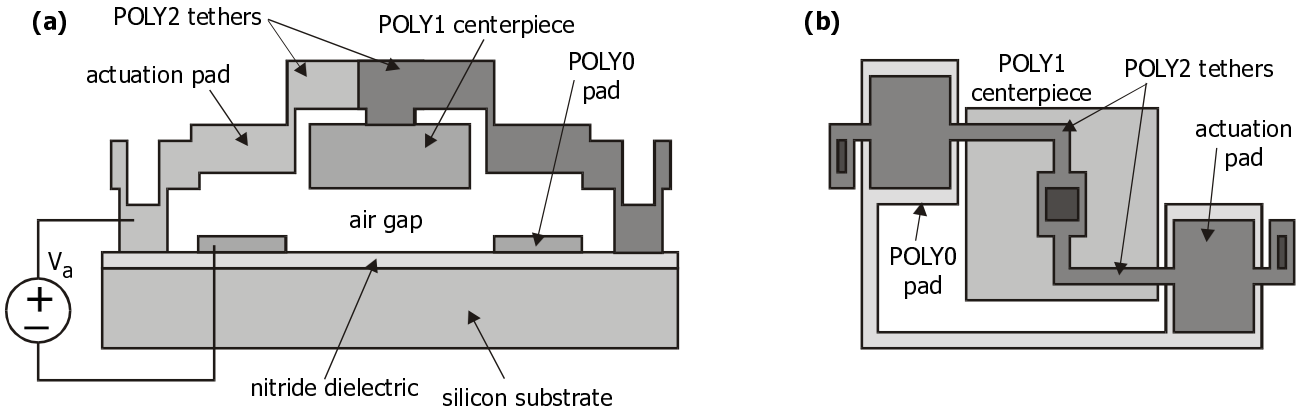 (a)
POLY2 tethers
POLY1 centerpiece
actuation pad
POLY0
pad
air gap
Va
+
−
nitride dielectric
silicon substrate
(b)
POLY1
centerpiece
POLY2 tethers
actuation
pad
POLY0
pad